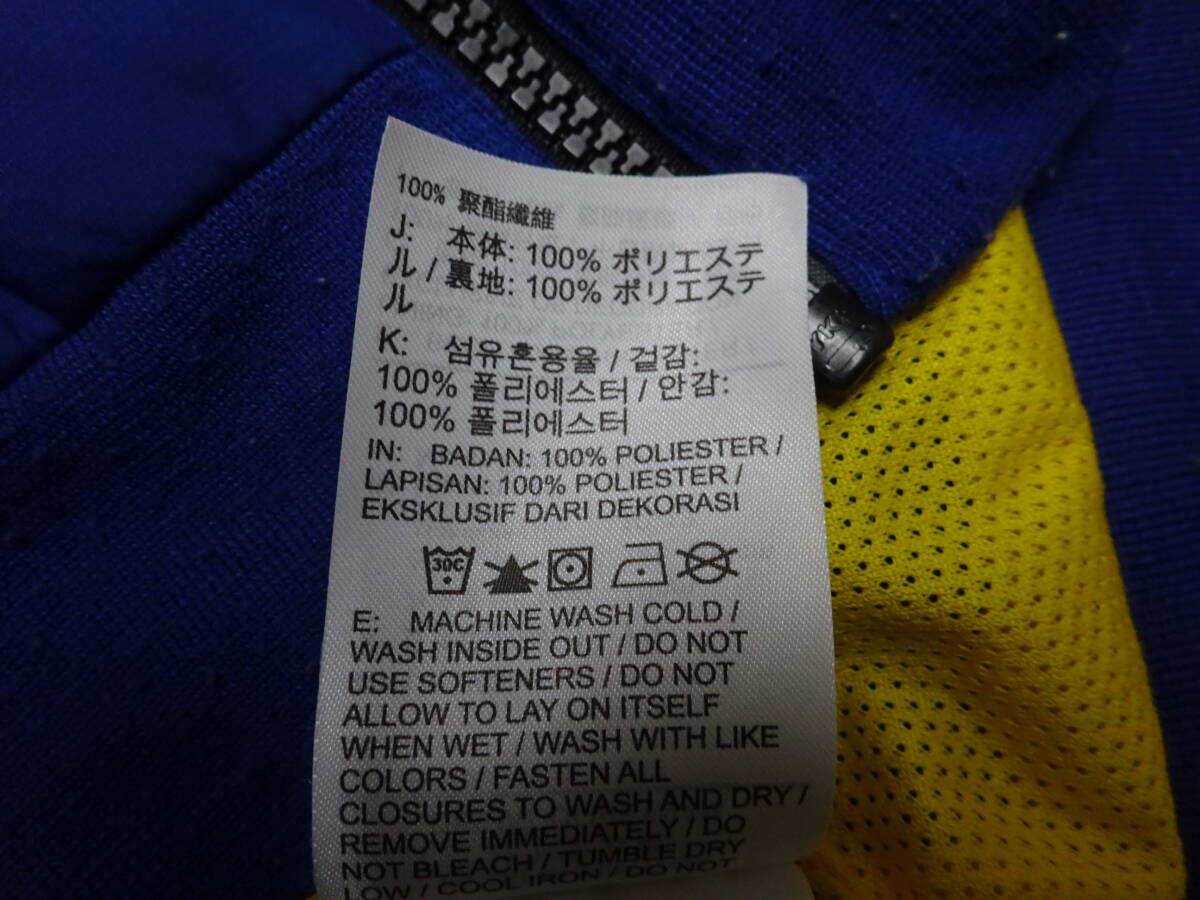 100% 聚酯纖維
J: 本体: 100% ポリエステ
ル / 裏地: 100% ポリエステ
ル
K: 섬유혼용율 / 겉감:
100% 폴리에스터 / 안감:
100% 폴리에스터
IN: BADAN: 100% POLIESTER /
LAPISAN: 100% POLIESTER /
EKSKLUSIF DARI DEKORASI
30C
E: MACHINE WASH COLD /
WASH INSIDE OUT / DO NOT
USE SOFTENERS / DO NOT
ALLOW TO LAY ON ITSELF
WHEN WET / WASH WITH LIKE
COLORS / FASTEN ALL
CLOSURES TO WASH AND DRY /
REMOVE IMMEDIATELY / DO
NOT BLEACH / TUMBLE DRY
LOW / COOL IRON / DO NOT